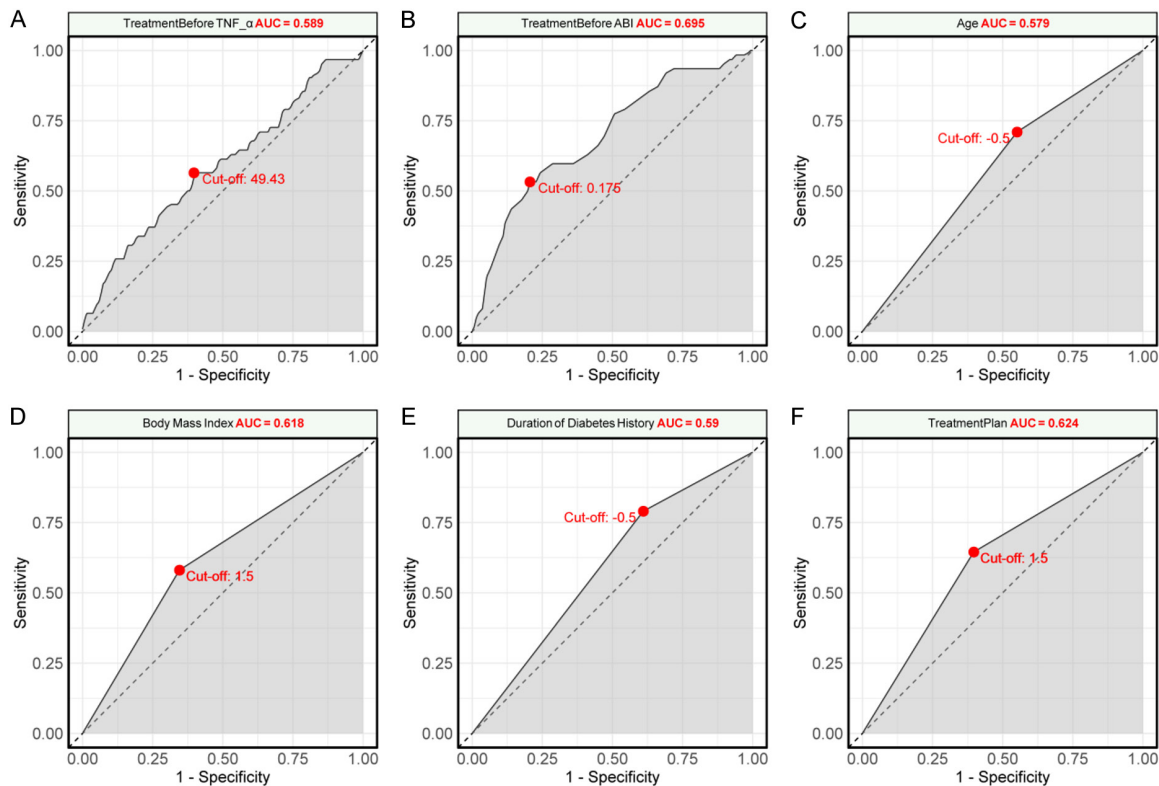 A
TreatmentBefore TNF_α AUC = 0.589
1.00
0.75
0.50
0.25
0.00
Sensitivity
Cut-off: 49.43
0.00 0.25 0.50 0.75 1.00
1 - Specificity
B
TreatmentBefore ABI AUC = 0.695
1.00
0.75
0.50
0.25
0.00
Sensitivity
Cut-off: 0.175
0.00 0.25 0.50 0.75 1.00
1 - Specificity
C
Age AUC = 0.579
1.00
0.75
0.50
0.25
0.00
Sensitivity
Cut-off: -0.5
0.00 0.25 0.50 0.75 1.00
1 - Specificity
D
Body Mass Index AUC = 0.618
1.00
0.75
0.50
0.25
0.00
Sensitivity
Cut-off: 1.5
0.00 0.25 0.50 0.75 1.00
1 - Specificity
E
Duration of Diabetes History AUC = 0.59
1.00
0.75
0.50
0.25
0.00
Sensitivity
Cut-off: -0.5
0.00 0.25 0.50 0.75 1.00
1 - Specificity
F
TreatmentPlan AUC = 0.624
1.00
0.75
0.50
0.25
0.00
Sensitivity
Cut-off: 1.5
0.00 0.25 0.50 0.75 1.00
1 - Specificity